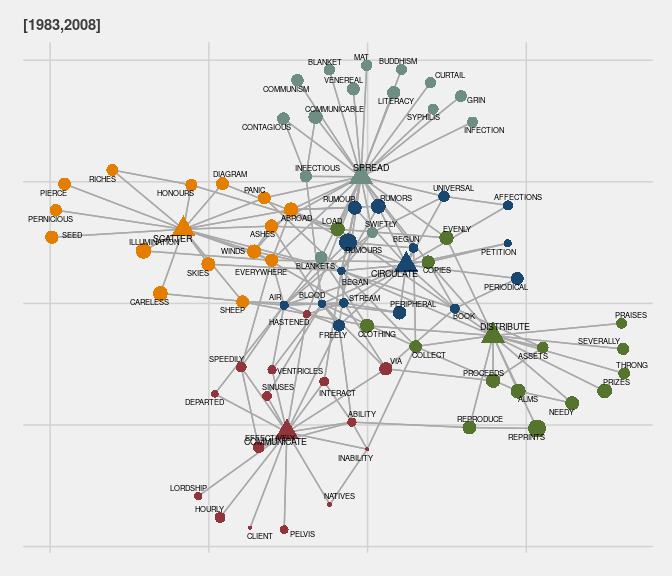 [1983,2008]
MAT
BLANKET
BUDDHISM
VENEREAL
CURTAIL
COMMUNISM
LITERACY
GRIN
COMMUNICABLE
SYPHILIS
CONTAGIOUS
INFECTION
SPREAD
INFECTIOUS
DIAGRAM
RICHES
PANIC
UNIVERSAL
PIERCE
HONOURS
RUMOUR
RUMORS
AFFECTIONS
PERNICIOUS
ABROAD
LOAD
SWIFTLY
EVENLY
SEED
SCATTER
ASHES
BEGUN
ILLUMINATION
WINDS
RUMOURS
PETITION
SKIES
EVERYWHERE
BLANKETS
CIRCULATE
COPIES
BEGAN
PERIODICAL
CARELESS
AIR
BLOOD
STREAM
PERIPHERAL
SHEEP
BOOK
PRAISES
HASTENED
FREELY
CLOTHING
DISTRIBUTE
SEVERALLY
SPEEDILY
VIA
COLLECT
ASSETS
THRONG
VENTRICLES
PROCEEDS
PRIZES
SINUSES
INTERACT
ALMS
DEPARTED
NEEDY
ABILITY
REPRODUCE
REPRINTS
EFFECTIVELY
COMMUNICATE
INABILITY
LORDSHIP
NATIVES
HOURLY
CLIENT
PELVIS